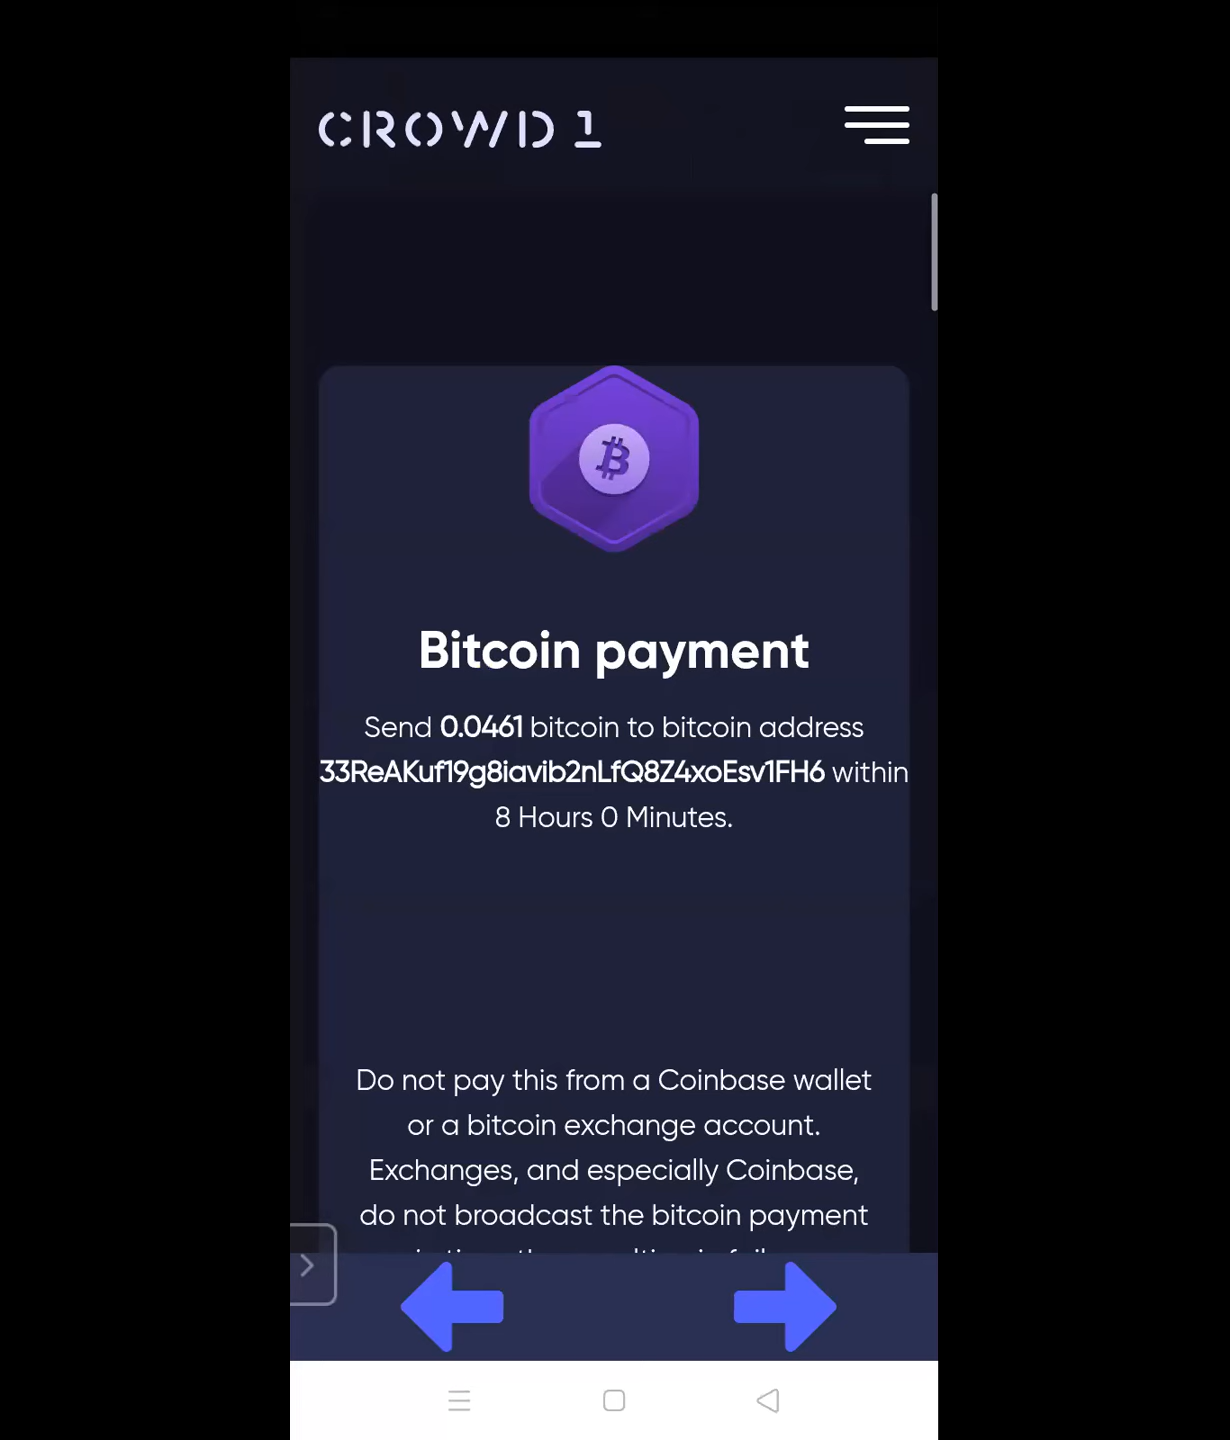 CROWD 1
Bitcoin payment
Send 0.0461 bitcoin to bitcoin address
33ReAKuf19g8iavib2nLfQ8Z4xoEsv1FH6 within
8 Hours 0 Minutes.
Do not pay this from a Coinbase wallet
or a bitcoin exchange account.
Exchanges, and especially Coinbase,
do not broadcast the bitcoin payment